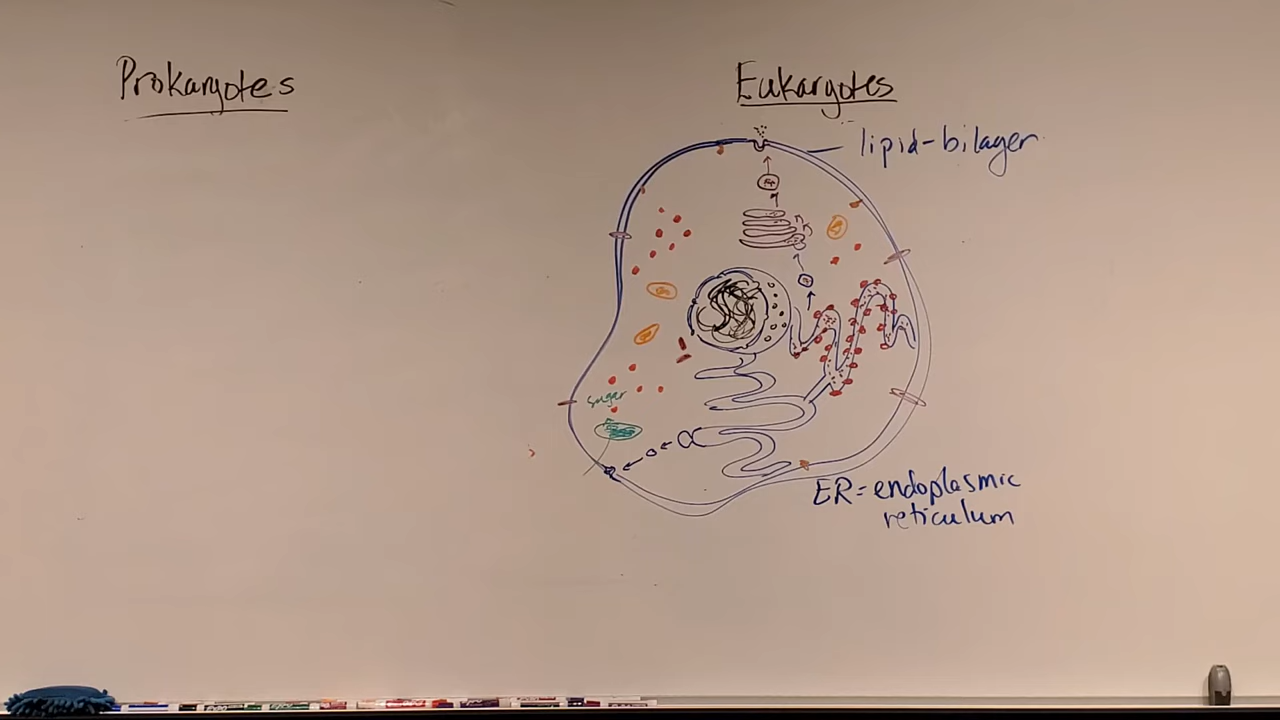 Prokaryotes
Eukaryotes
lipid-bilayer
sugar
ER=endoplasmic
reticulum